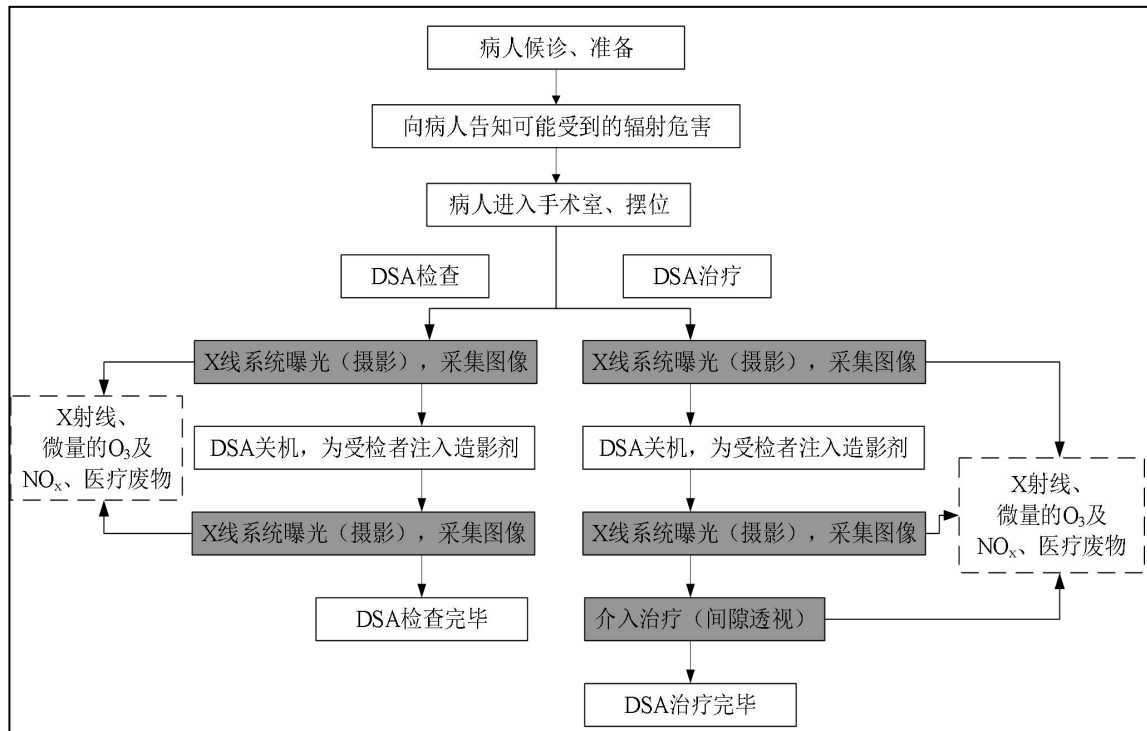 病人候诊、准备
向病人告知可能受到的辐射危害
病人进入手术室、摆位
DSA检查
DSA治疗
X线系统曝光（摄影），采集图像
X线系统曝光（摄影），采集图像
X射线、
微量的O₃及
NOₓ、医疗废物
DSA关机，为受检者注入造影剂
DSA关机，为受检者注入造影剂
X射线、
微量的O₃及
NOₓ、医疗废物
X线系统曝光（摄影），采集图像
X线系统曝光（摄影），采集图像
DSA检查完毕
介入治疗（间隙透视）
DSA治疗完毕